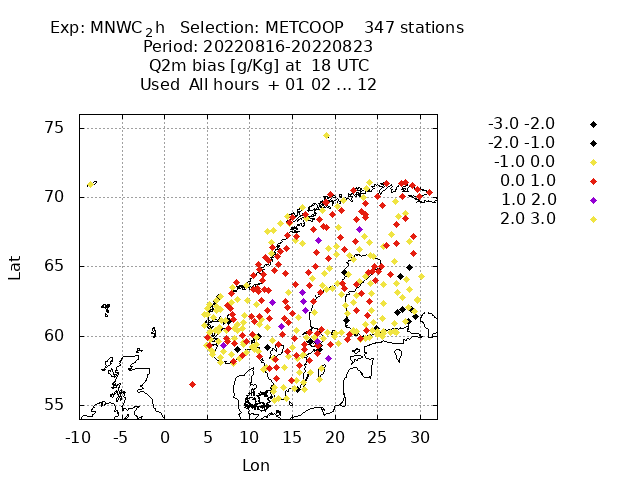 Exp: MNWC_2h Selection: METCOOP 347 stations
Period: 20220816-20220823
Q2m bias [g/Kg] at 18 UTC
Used All hours + 01 02 ... 12
-3.0 -2.0
-2.0 -1.0
-1.0 0.0
0.0 1.0
1.0 2.0
2.0 3.0
75
70
65
60
55
Lat
-10 -5 0 5 10 15 20 25 30
Lon